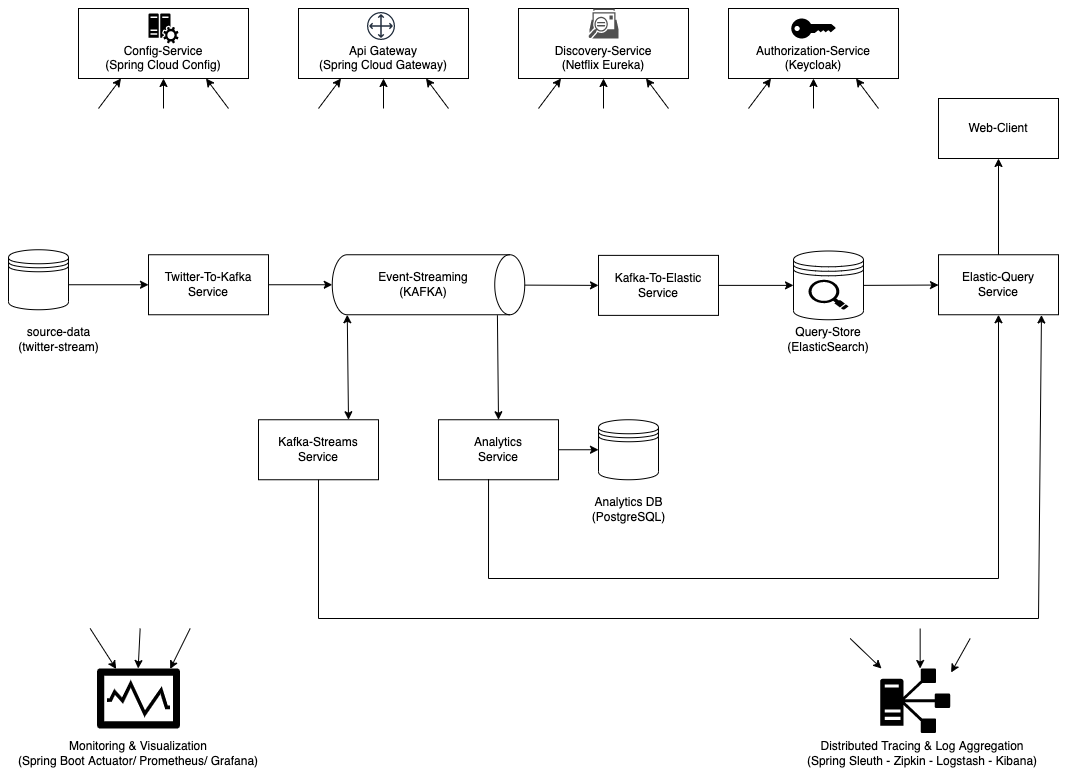 Config-Service
(Spring Cloud Config)
Api Gateway
(Spring Cloud Gateway)
Discovery-Service
(Netflix Eureka)
Authorization-Service
(Keycloak)
Web-Client
source-data
(twitter-stream)
Twitter-To-Kafka
Service
Event-Streaming
(KAFKA)
Kafka-To-Elastic
Service
Query-Store
(ElasticSearch)
Elastic-Query
Service
Kafka-Streams
Service
Analytics
Service
Analytics DB
(PostgreSQL)
Monitoring & Visualization
(Spring Boot Actuator/ Prometheus/ Grafana)
Distributed Tracing & Log Aggregation
(Spring Sleuth - Zipkin - Logstash - Kibana)